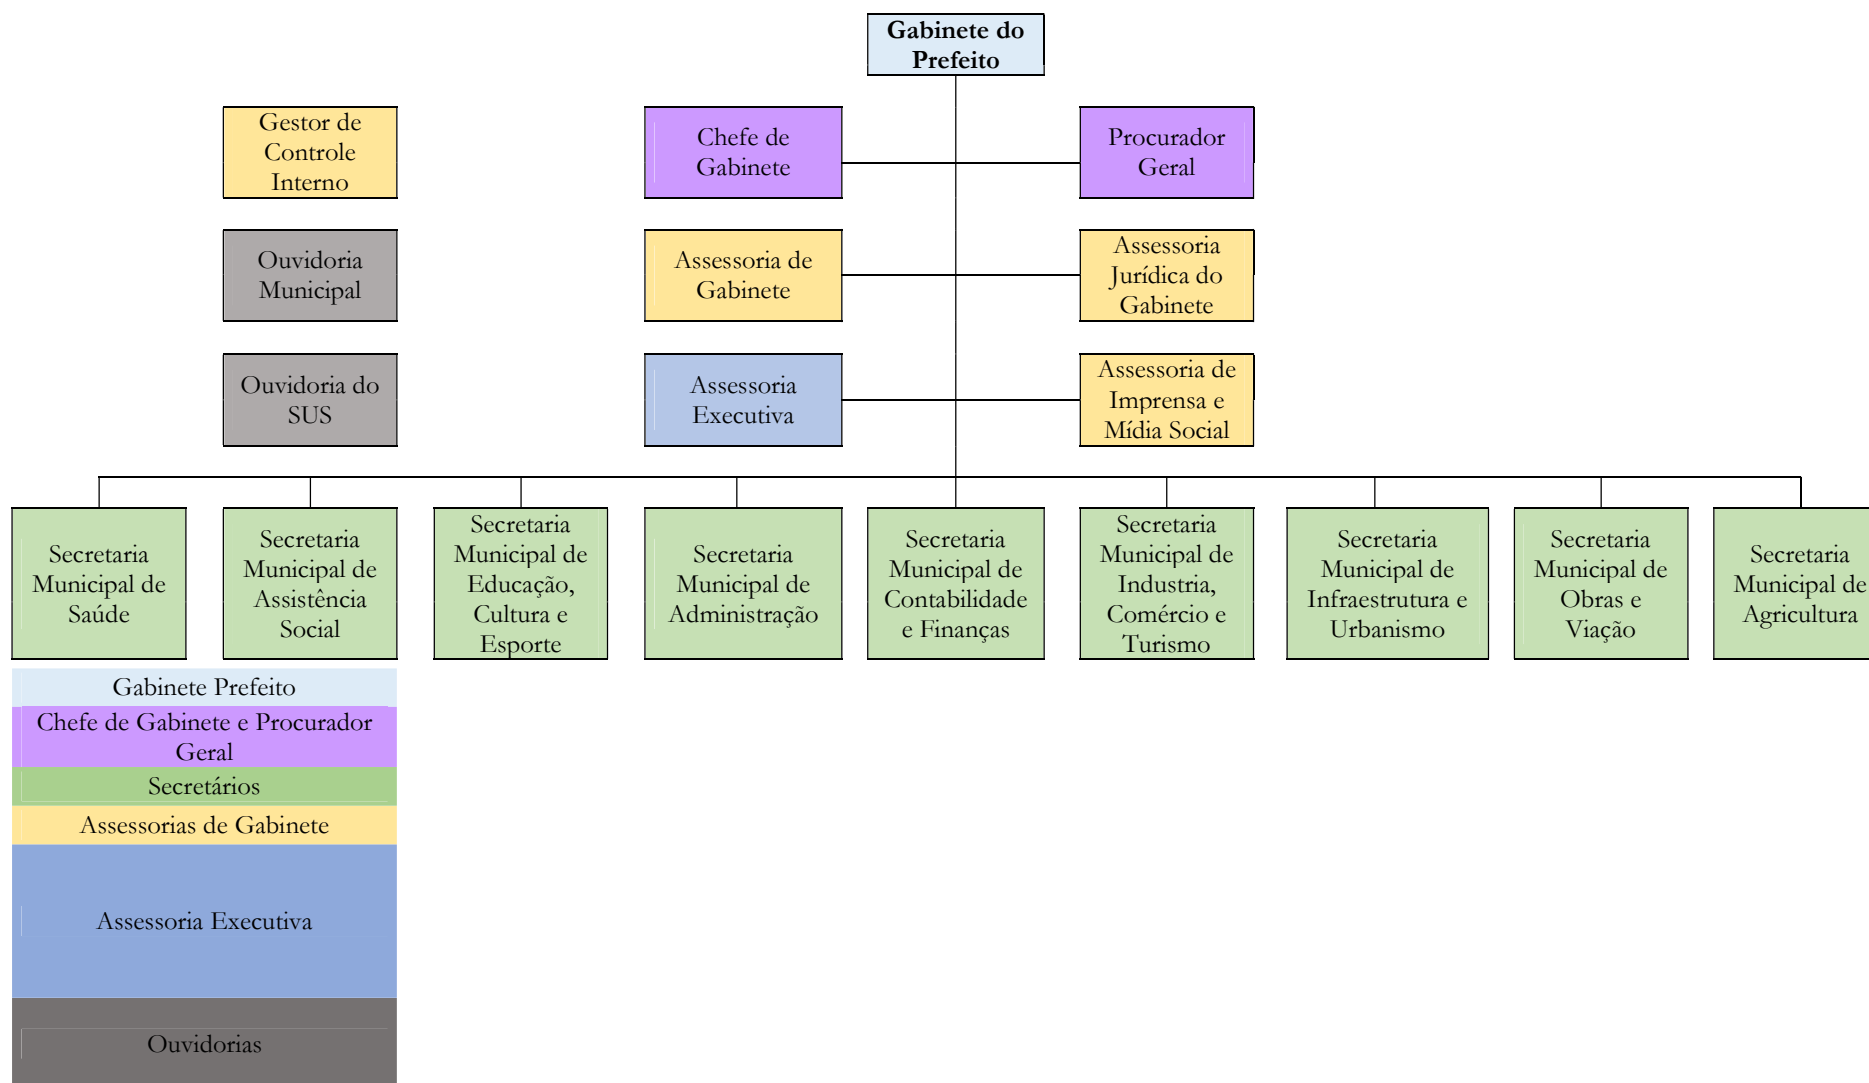 Gabinete do
Prefeito
Gestor de
Controle
Interno
Chefe de
Gabinete
Procurador
Geral
Ouvidoria
Municipal
Assessoria de
Gabinete
Assessoria
Jurídica do
Gabinete
Ouvidoria do
SUS
Assessoria
Executiva
Assessoria de
Imprensa e
Mídia Social
Secretaria
Municipal de
Saúde
Secretaria
Municipal de
Assistência
Social
Secretaria
Municipal de
Educação,
Cultura e
Esporte
Secretaria
Municipal de
Administração
Secretaria
Municipal de
Contabilidade
e Finanças
Secretaria
Municipal de
Industria,
Comércio e
Turismo
Secretaria
Municipal de
Infraestrutura e
Urbanismo
Secretaria
Municipal de
Obras e
Viação
Secretaria
Municipal de
Agricultura
Gabinete Prefeito
Chefe de Gabinete e Procurador
Geral
Secretários
Assessorias de Gabinete
Assessoria Executiva
Ouvidorias